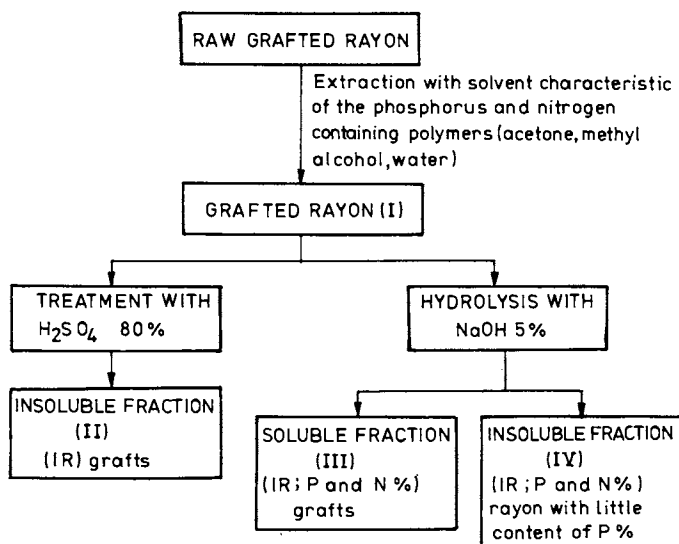 RAW GRAFTED RAYON
Extraction with solvent characteristic
of the phosphorus and nitrogen
containing polymers (acetone, methyl
alcohol, water)
GRAFTED RAYON (I)
TREATMENT WITH
H₂SO₄ 80%
HYDROLYSIS WITH
NaOH 5%
INSOLUBLE FRACTION
(II)
(IR) grafts
SOLUBLE FRACTION
(III)
(IR; P and N%)
grafts
INSOLUBLE FRACTION
(IV)
(IR; P and N%)
rayon with little
content of P%